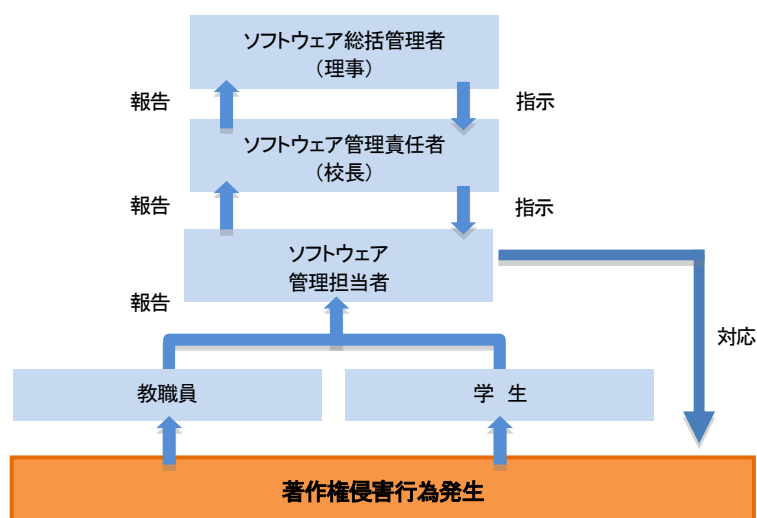 ソフトウェア総括管理者
（理事）
報告
指示
ソフトウェア管理責任者
（校長）
報告
指示
ソフトウェア
管理担当者
報告
対応
教職員
学 生
著作権侵害行為発生